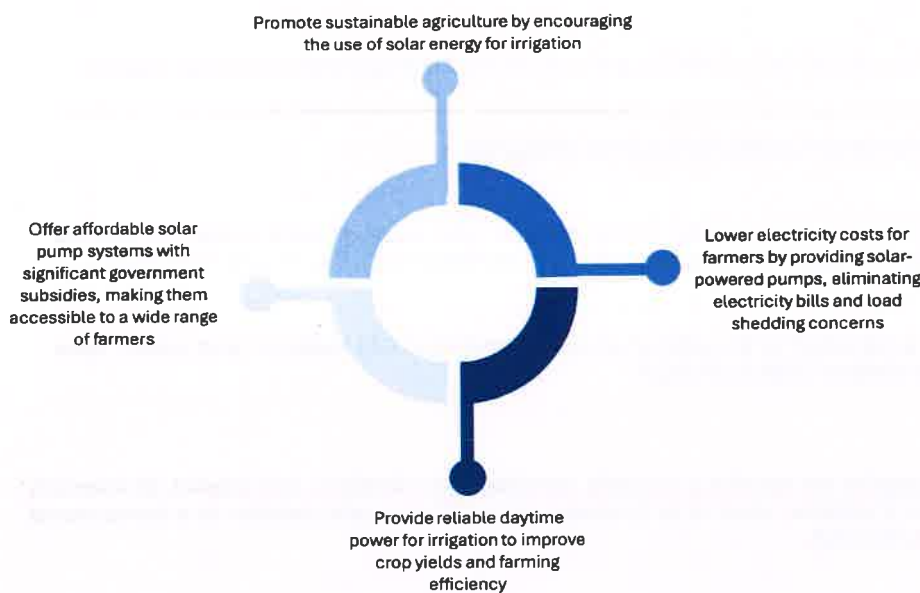 Promote sustainable agriculture by encouraging
the use of solar energy for irrigation
Offer affordable solar
pump systems with
significant government
subsidies, making them
accessible to a wide range
of farmers
Lower electricity costs for
farmers by providing solar-
powered pumps, eliminating
electricity bills and load
shedding concerns
Provide reliable daytime
power for irrigation to improve
crop yields and farming
efficiency